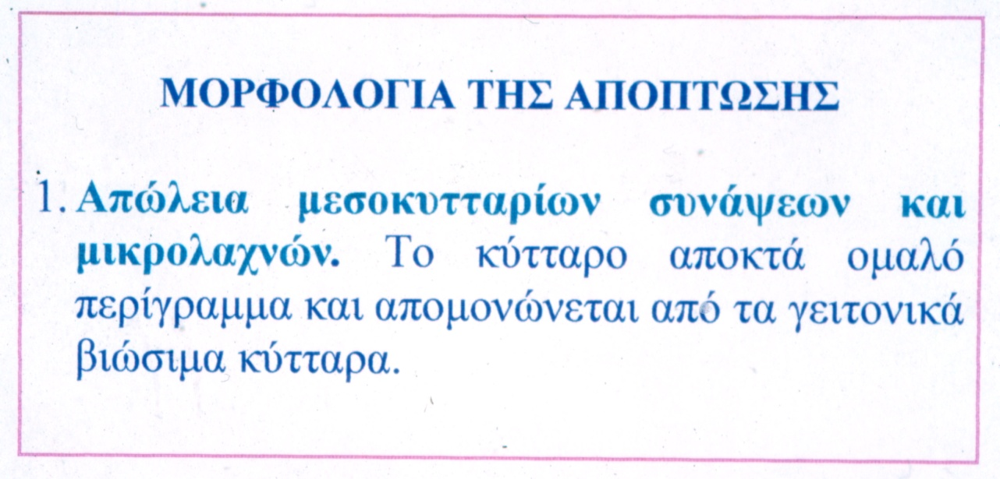 ΜΟΡΦΟΛΟΓΙΑ ΤΗΣ ΑΠΟΠΤΩΣΗΣ
1. Απώλεια μεσοκυτταρίων συνάψεων και
μικρολαχνών. Το κύτταρο αποκτά ομαλό
περίγραμμα και απομονώνεται από τα γειτονικά
βιώσιμα κύτταρα.